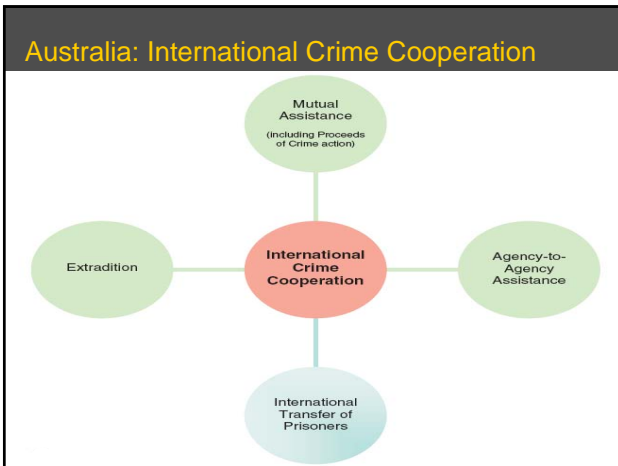 Australia: International Crime Cooperation
Mutual
Assistance
(including Proceeds
of Crime action)
Extradition
International
Crime
Cooperation
Agency-to-
Agency
Assistance
International
Transfer of
Prisoners